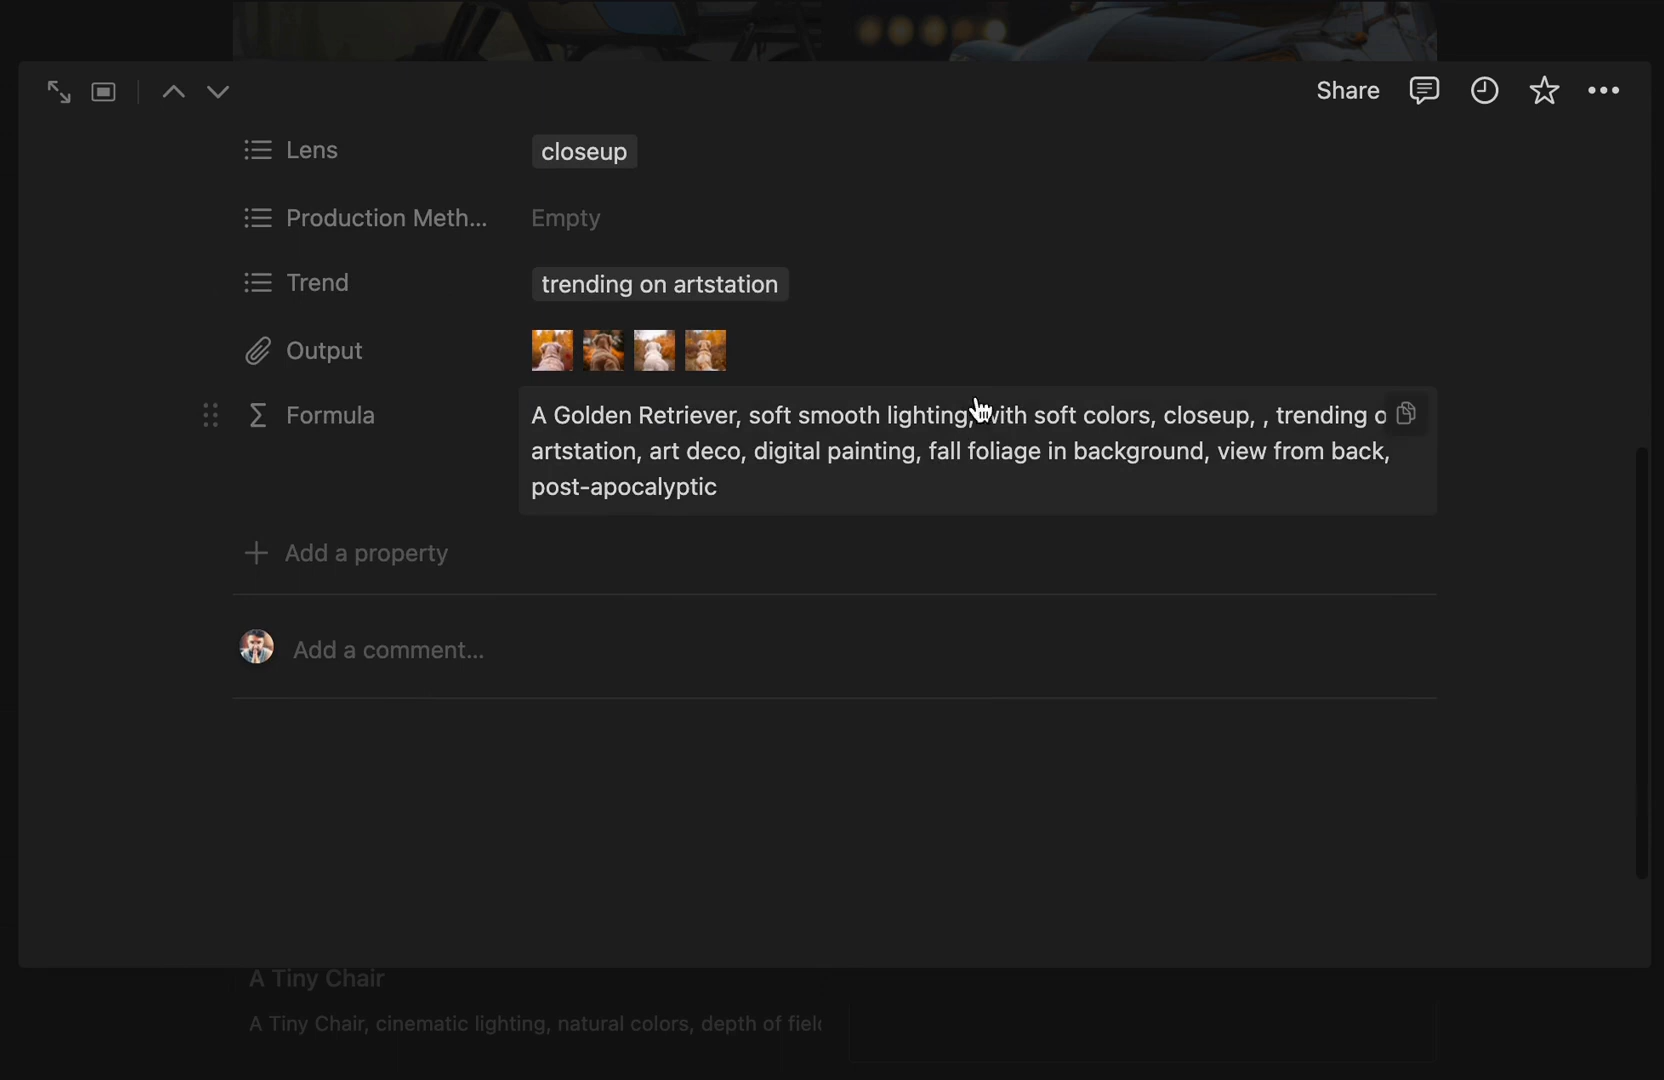 Share
Lens
closeup
Production Meth...
Empty
Trend
trending on artstation
Output
Formula
A Golden Retriever, soft smooth lighting, with soft colors, closeup, , trending o
artstation, art deco, digital painting, fall foliage in background, view from back,
post-apocalyptic
Add a property
Add a comment...
A Tiny Chair
A Tiny Chair, cinematic lighting, natural colors, depth of fiel